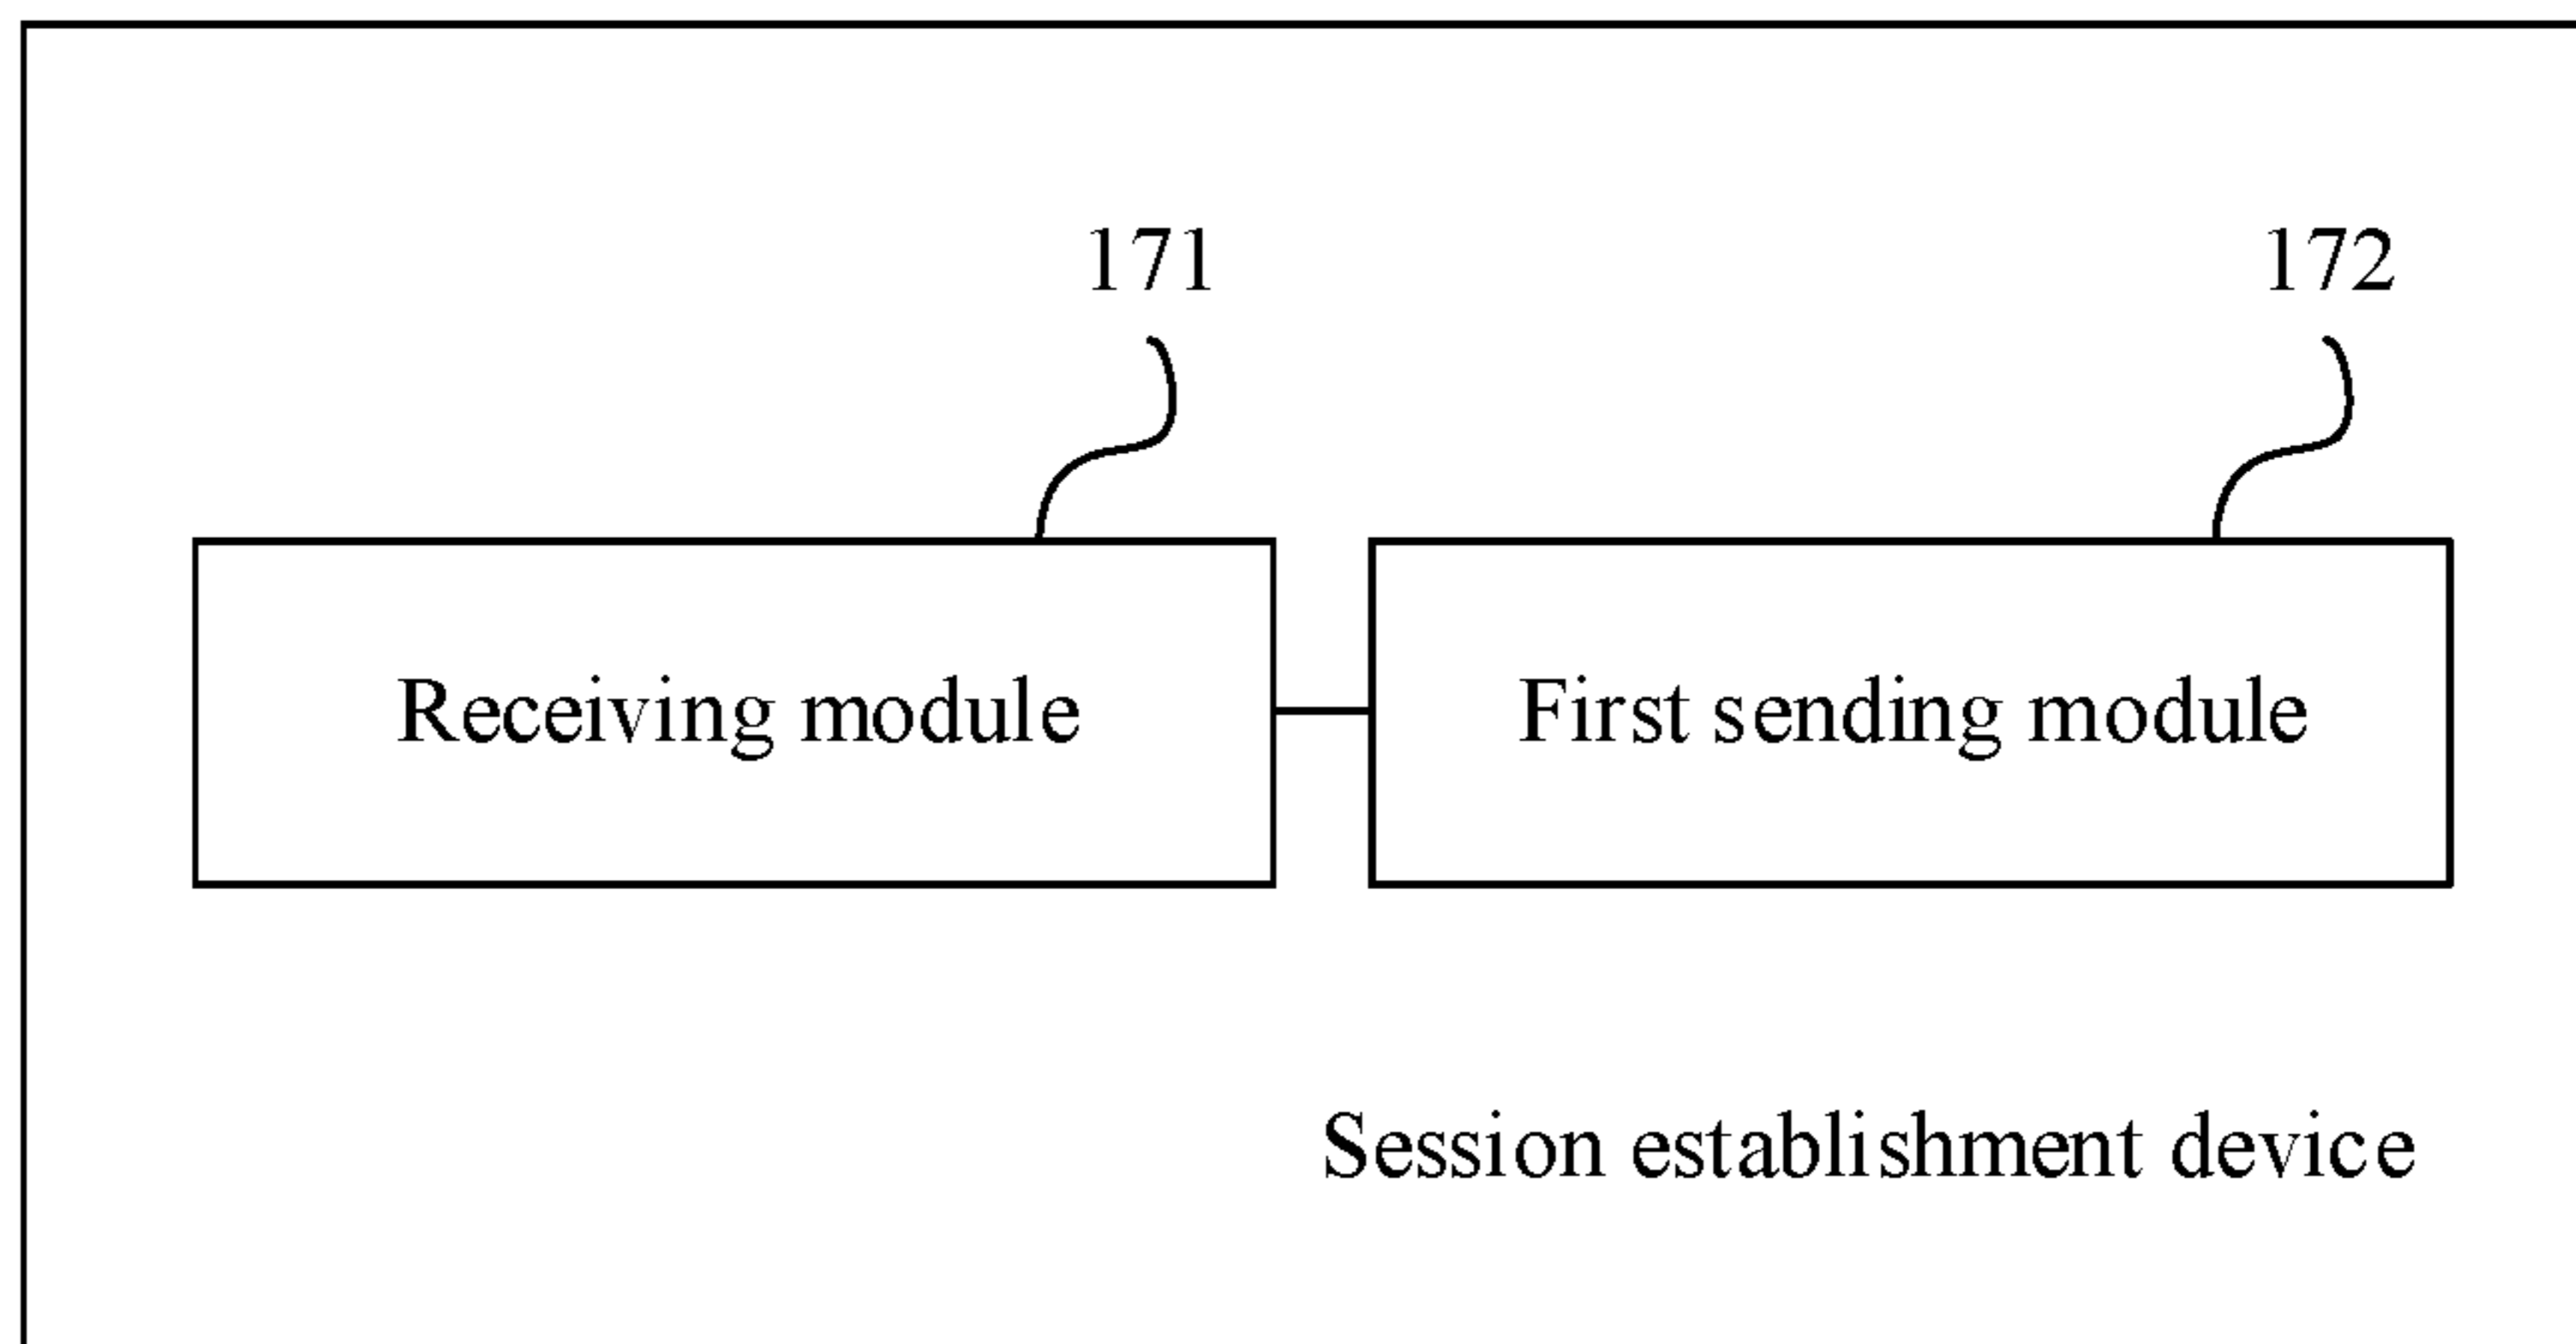 171
172
Receiving module
First sending module
Session establishment device